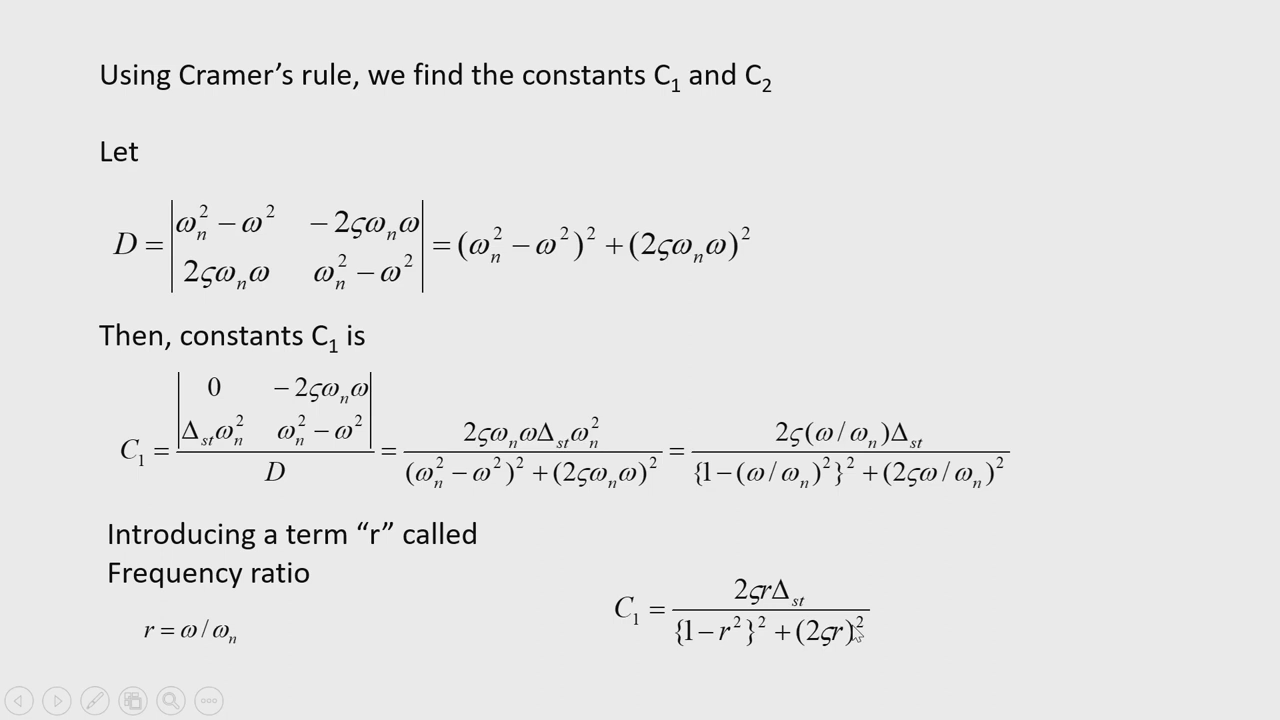 Using Cramer’s rule, we find the constants C₁ and C₂
Let
D = |ωₙ² − ω²   − 2ςωₙω; 2ςωₙω   ωₙ² − ω²| = (ωₙ² − ω²)² + (2ςωₙω)²
Then, constants C₁ is
C₁ = |0   − 2ςωₙω; Δₛₜωₙ²   ωₙ² − ω²| / D = 2ςωₙωΔₛₜωₙ² / ((ωₙ² − ω²)² + (2ςωₙω)²) = 2ς(ω/ωₙ)Δₛₜ / ({1 − (ω/ωₙ)²}² + (2ςω/ωₙ)²)
Introducing a term “r” called
Frequency ratio
r = ω/ωₙ
C₁ = 2ςrΔₛₜ / ({1 − r²}² + (2ςr)²)